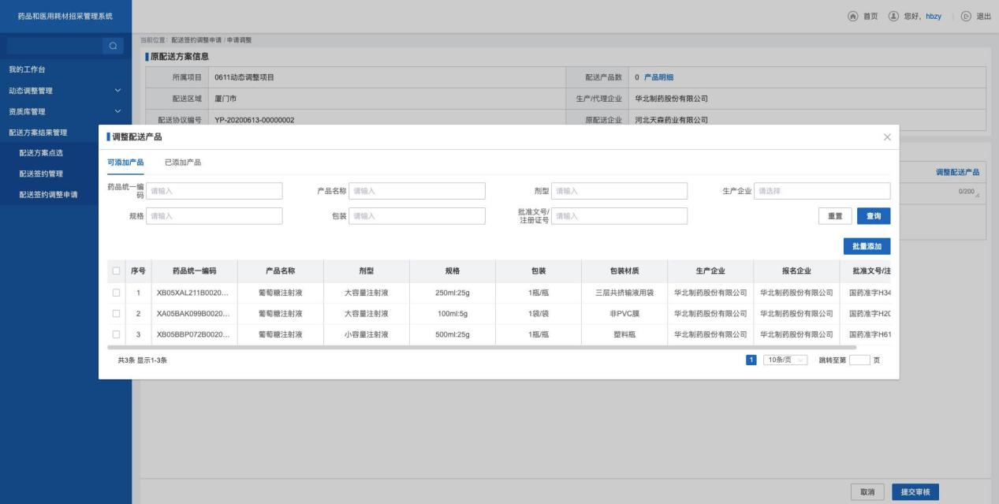 药品和医用耗材招采管理系统
首页 您好, hbzy 退出
当前位置: 配送签约调整申请 / 申请调整
我的工作台
动态调整管理
资质库管理
配送方案结果管理
配送方案点选
配送签约管理
配送签约调整申请
原配送方案信息
所属项目 0611动态调整项目 配送产品数 0 产品明细
配送区域 厦门市 生产/代理企业 华北制药股份有限公司
配送协议编号 YP-20200613-00000002 原配送企业 河北天森药业有限公司
调整配送产品
0/200
调整配送产品
可添加产品 已添加产品
药品统一编码 请输入 产品名称 请输入 剂型 请输入 生产企业 请选择
规格 请输入 包装 请输入 批准文号/注册证号 请输入 重置 查询
批量添加
序号 药品统一编码 产品名称 剂型 规格 包装 包装材质 生产企业 报名企业 批准文号/注
1 XB05XAL211B0020... 葡萄糖注射液 大容量注射液 250ml:25g 1瓶/瓶 三层共挤输液用袋 华北制药股份有限公司 华北制药股份有限公司 国药准字H34
2 XA05BAK099B0020... 葡萄糖注射液 大容量注射液 100ml:5g 1袋/袋 非PVC膜 华北制药股份有限公司 华北制药股份有限公司 国药准字H20
3 XB05BBP072B0020... 葡萄糖注射液 小容量注射液 500ml:25g 1瓶/瓶 塑料瓶 华北制药股份有限公司 华北制药股份有限公司 国药准字H61
共3条 显示1-3条 1 10条/页 跳转至第 页
取消 提交审核